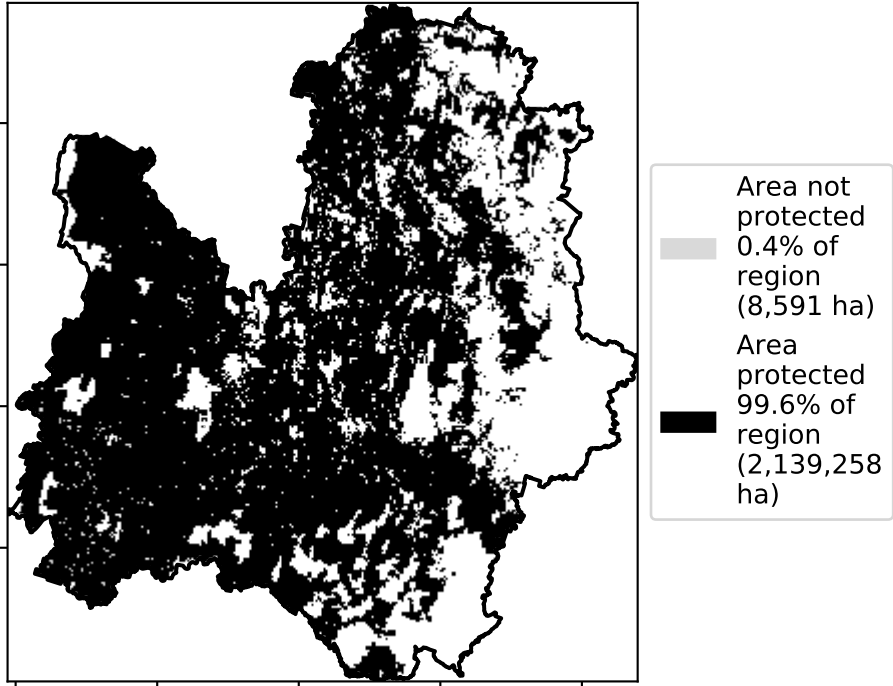 Area not
protected
0.4% of
region
(8,591 ha)
Area
protected
99.6% of
region
(2,139,258
ha)